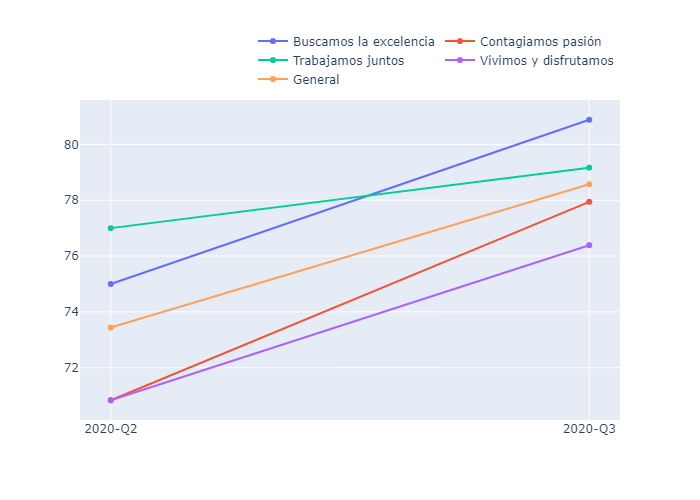 Buscamos la excelencia Contagiamos pasión
Trabajamos juntos Vivimos y disfrutamos
General
80
78
76
74
72
2020-Q2 2020-Q3